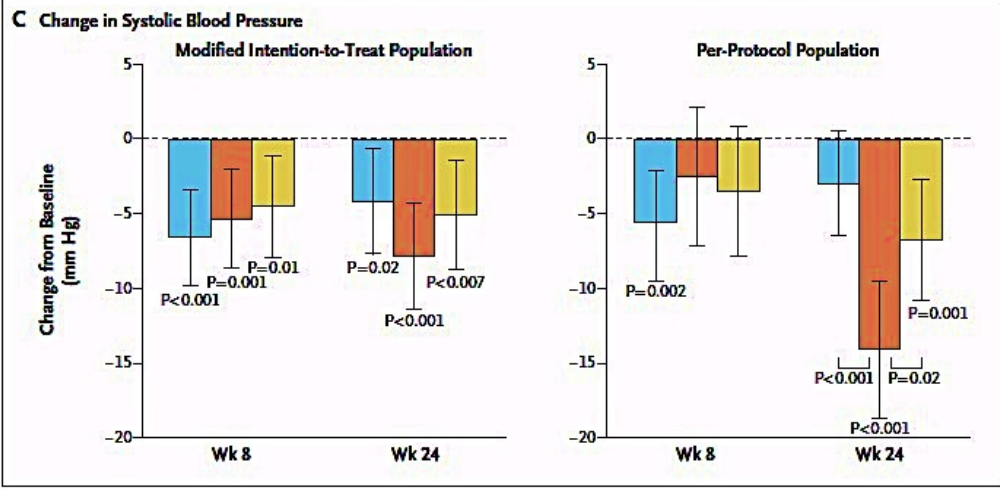 C Change in Systolic Blood Pressure
Modified Intention-to-Treat Population
Change from Baseline
(mm Hg)
5
0
−5
−10
−15
−20
P<0.001
P=0.001
P=0.01
P=0.02
P<0.001
P<0.007
Wk 8
Wk 24
Per-Protocol Population
5
0
−5
−10
−15
−20
P=0.002
P<0.001
P=0.02
P<0.001
P=0.001
Wk 8
Wk 24